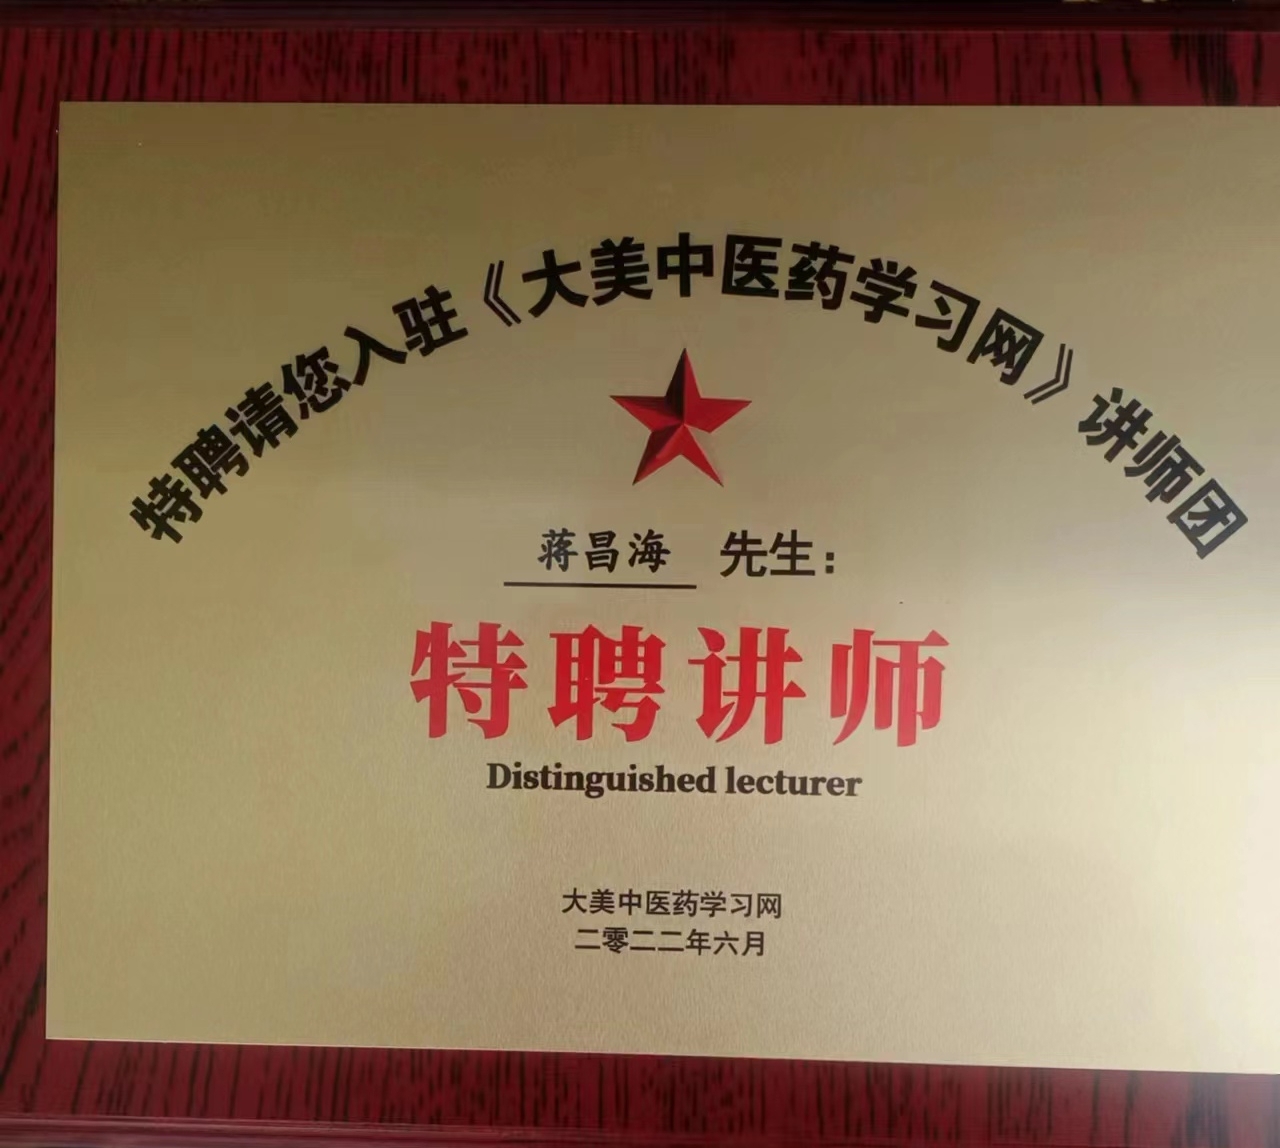 特聘请您入驻《大美中医药学习网》讲师团
蒋昌海 先生：
特聘讲师
Distinguished lecturer
大美中医药学习网
二零二二年六月